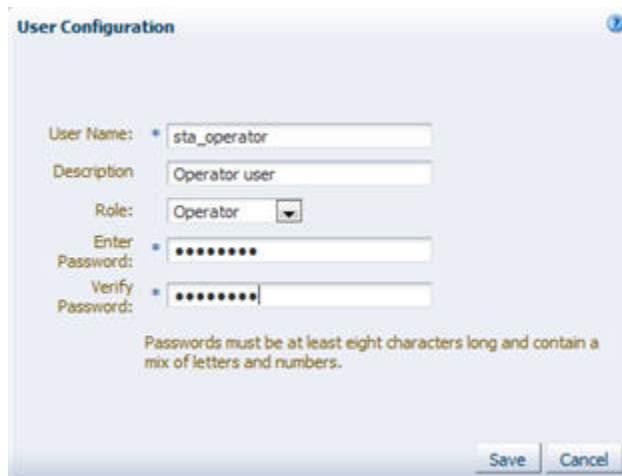 User Configuration
User Name: * sta_operator
Description Operator user
Role: Operator
Enter
Password: * ••••••••
Verify
Password: * ••••••••
Passwords must be at least eight characters long and contain a
mix of letters and numbers.
Save Cancel